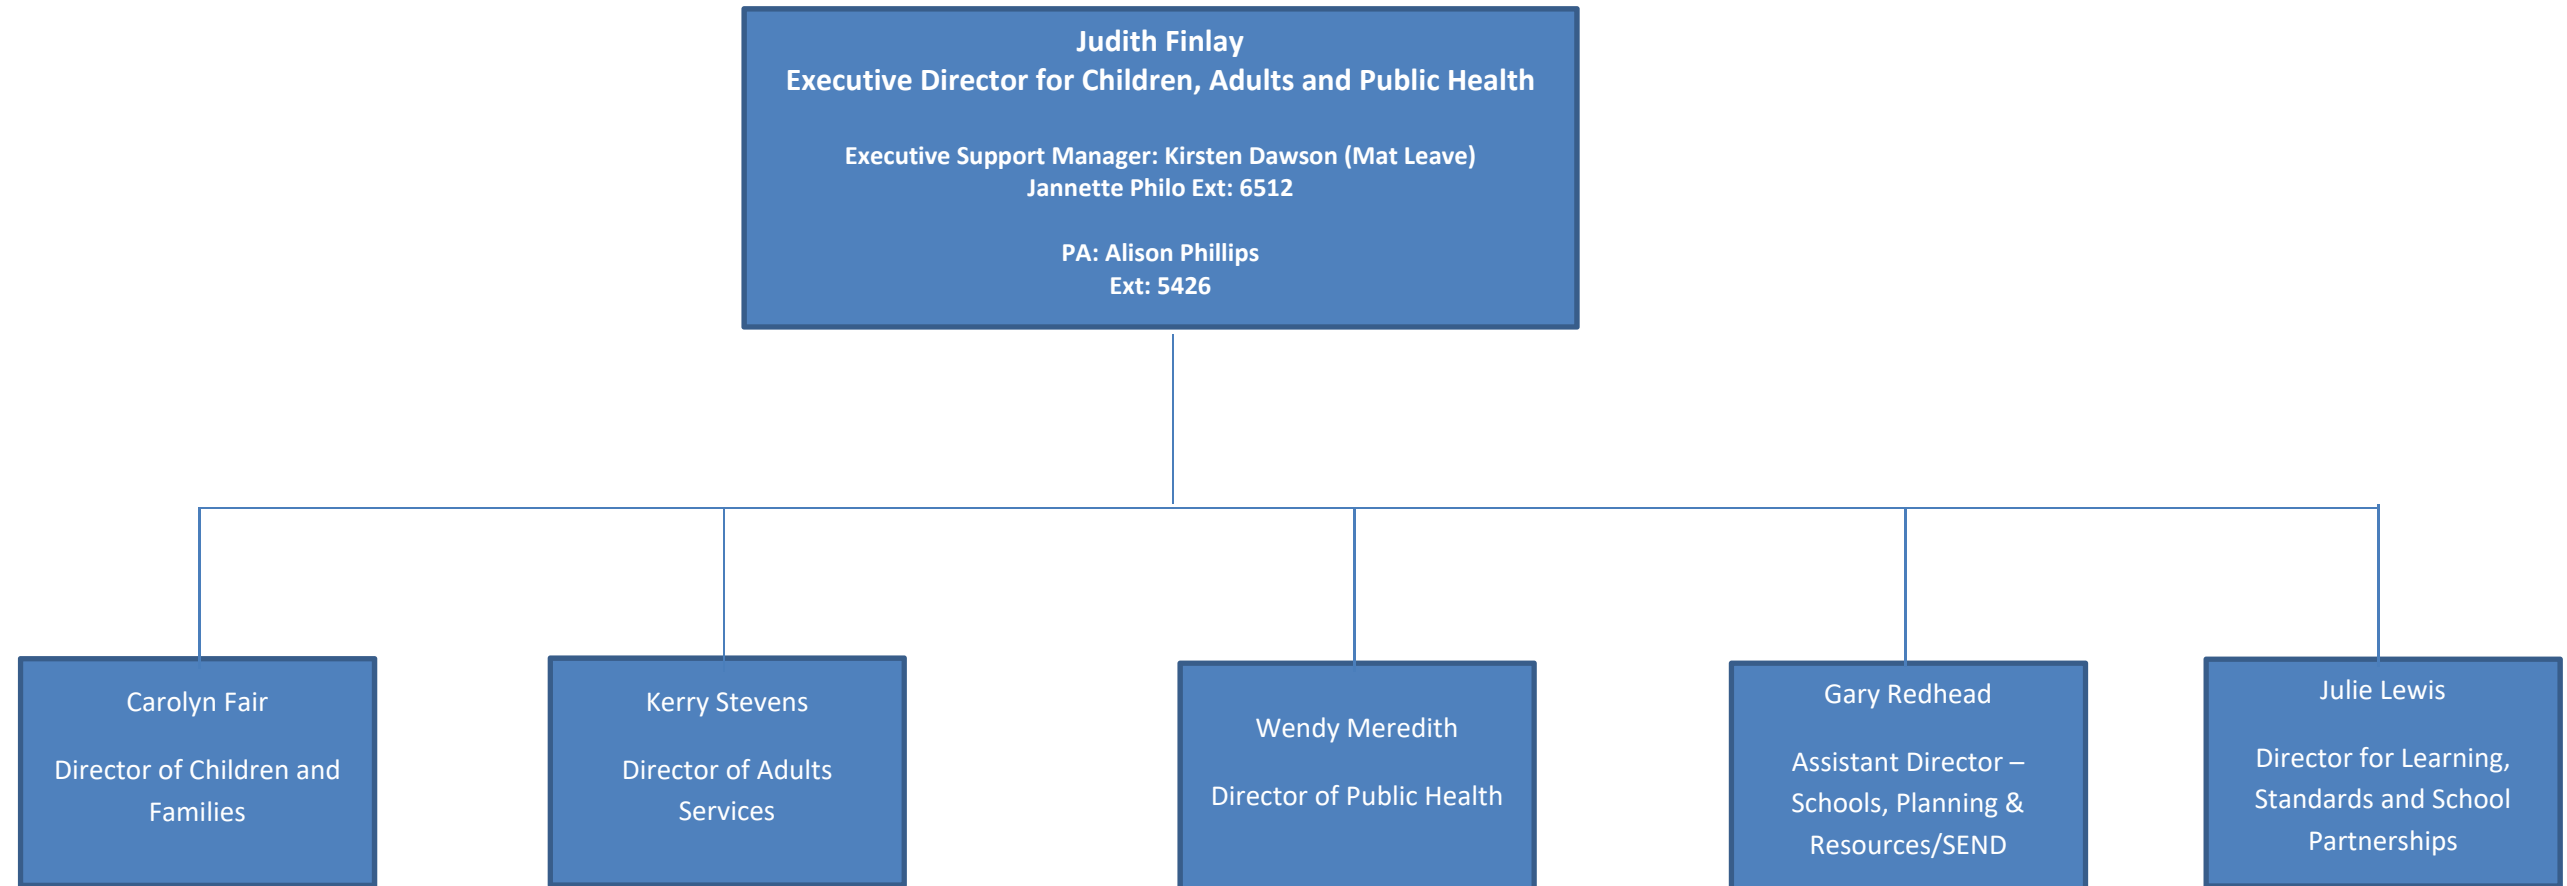 Judith Finlay
Executive Director for Children, Adults and Public Health
Executive Support Manager: Kirsten Dawson (Mat Leave)
Jannette Philo Ext: 6512
PA: Alison Phillips
Ext: 5426
Carolyn Fair
Director of Children and
Families
Kerry Stevens
Director of Adults
Services
Wendy Meredith
Director of Public Health
Gary Redhead
Assistant Director –
Schools, Planning &
Resources/SEND
Julie Lewis
Director for Learning,
Standards and School
Partnerships